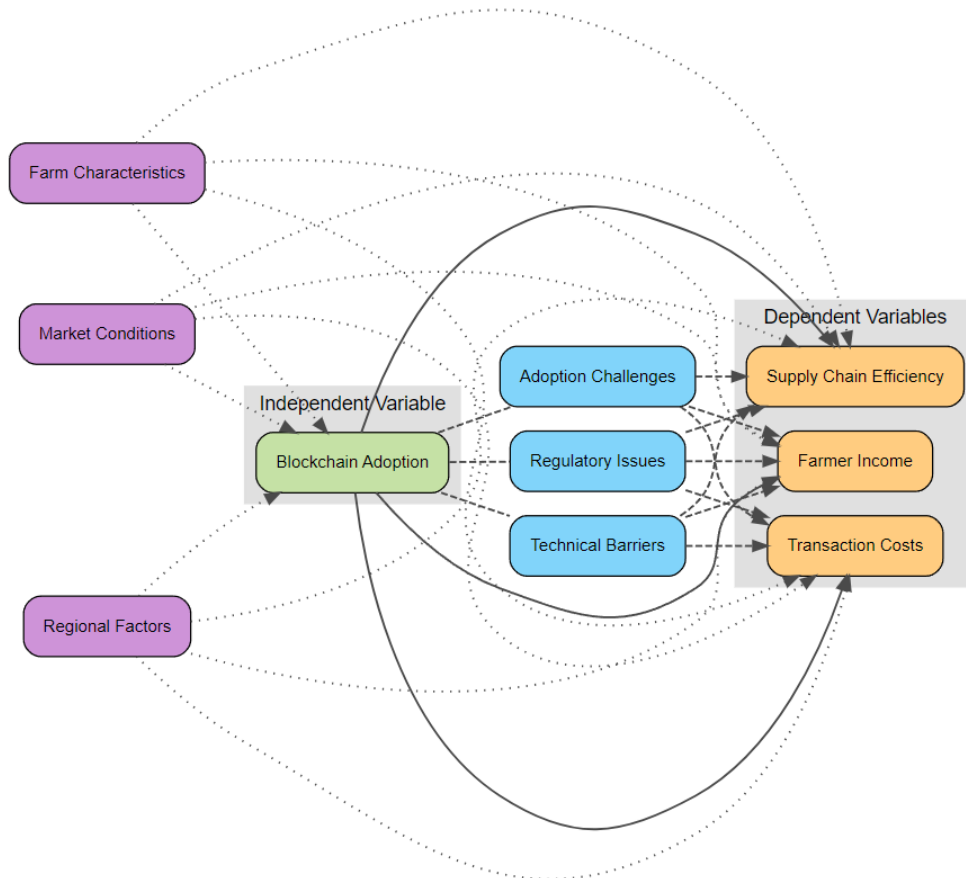 Farm Characteristics
Market Conditions
Regional Factors
Independent Variable
Blockchain Adoption
Adoption Challenges
Regulatory Issues
Technical Barriers
Dependent Variables
Supply Chain Efficiency
Farmer Income
Transaction Costs